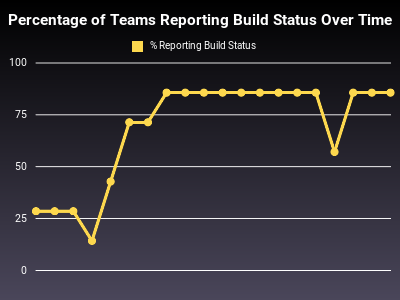 Percentage of Teams Reporting Build Status Over Time
% Reporting Build Status
100
75
50
25
0